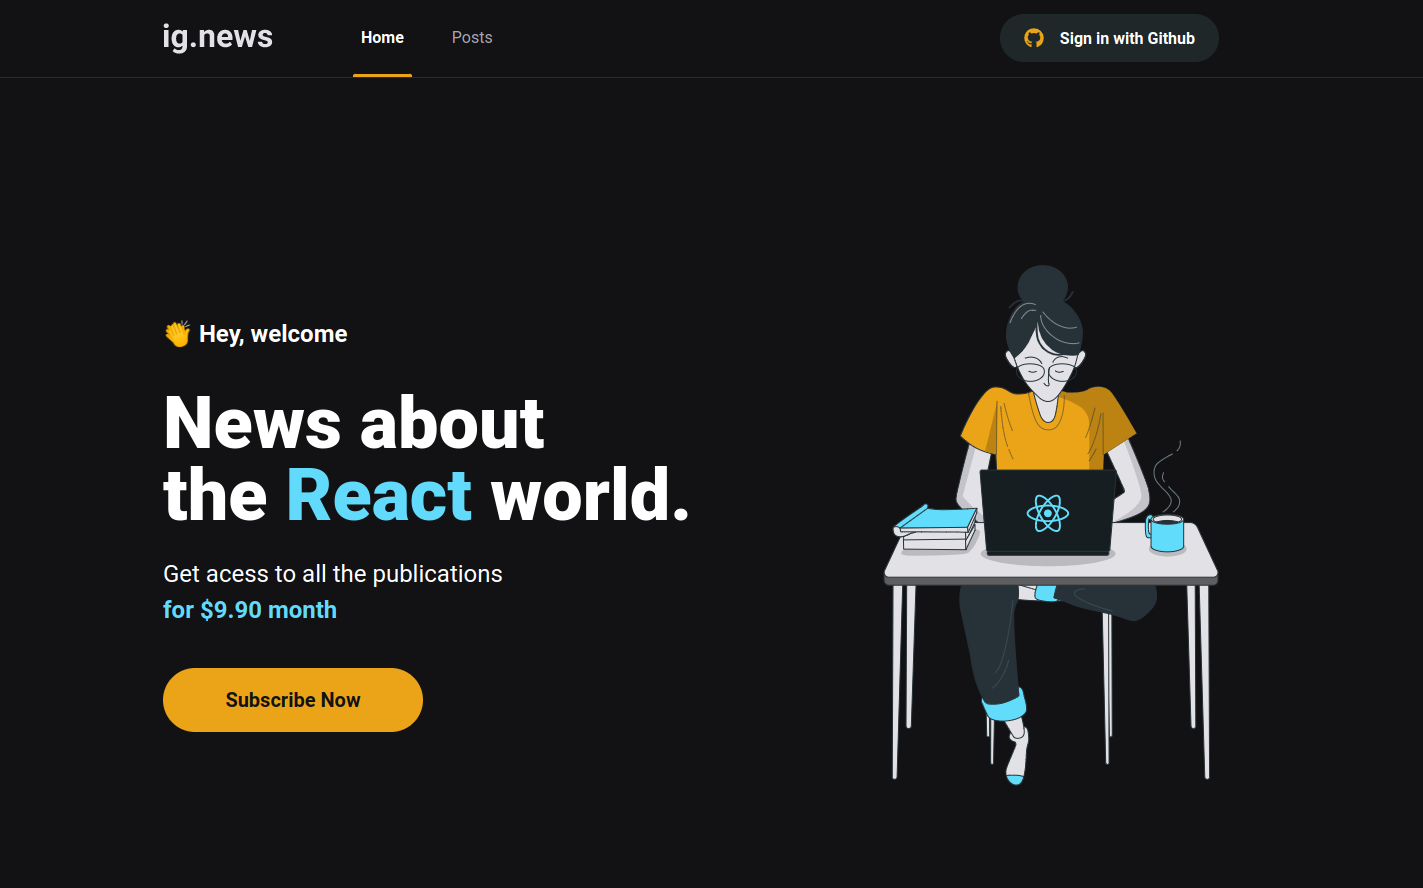 ig.news
Home
Posts
Sign in with Github
👏 Hey, welcome
News about
the React world.
Get acess to all the publications
for $9.90 month
Subscribe Now